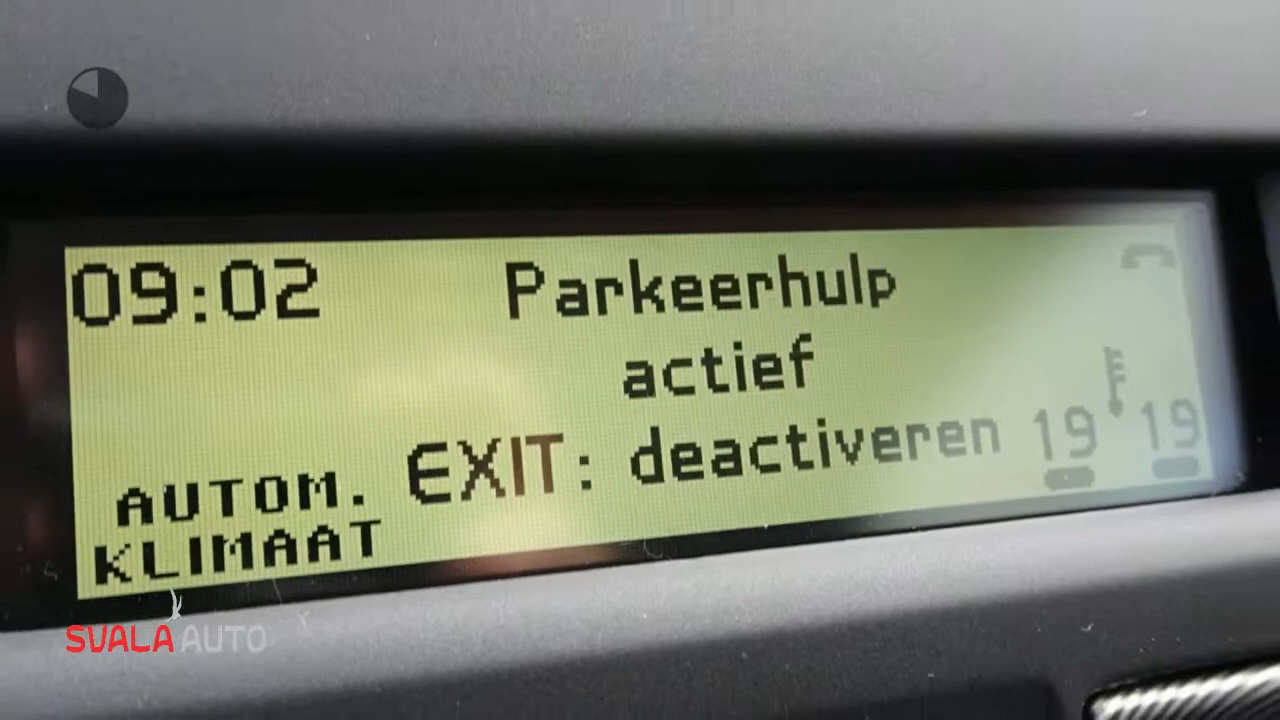 09:02 Parkeerhulp
actief
EXIT: deactiveren 19 19
AUTOM.
KLIMAAT
SVALA AUTO